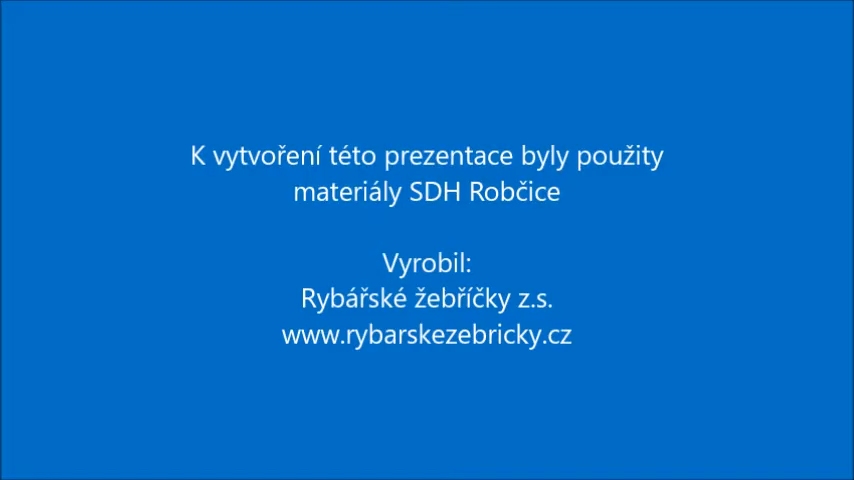 K vytvoření této prezentace byly použity
materiály SDH Robčice
Vyrobil:
Rybářské žebříčky z.s.
www.rybarskezebricky.cz